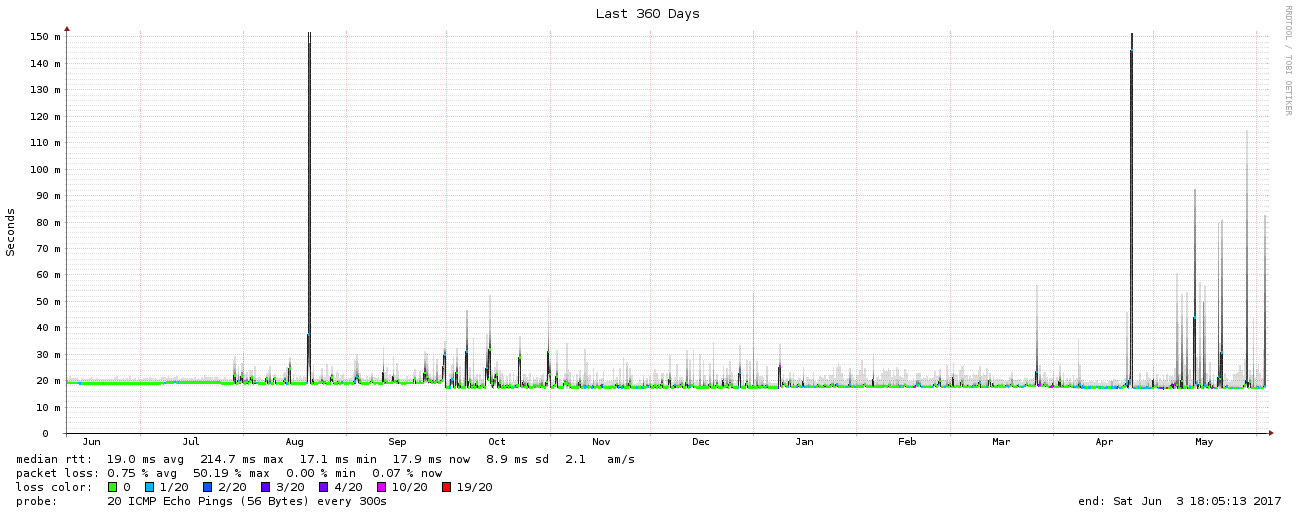 Last 360 Days
RRDTOOL / TOBI OETIKER
Seconds
150 m
140 m
130 m
120 m
110 m
100 m
90 m
80 m
70 m
60 m
50 m
40 m
30 m
20 m
10 m
0
Jun Jul Aug Sep Oct Nov Dec Jan Feb Mar Apr May
median rtt: 19.0 ms avg 214.7 ms max 17.1 ms min 17.9 ms now 8.9 ms sd 2.1 am/s
packet loss: 0.75 % avg 50.19 % max 0.00 % min 0.07 % now
loss color: 0 1/20 2/20 3/20 4/20 10/20 19/20
probe: 20 ICMP Echo Pings (56 Bytes) every 300s end: Sat Jun 3 18:05:13 2017